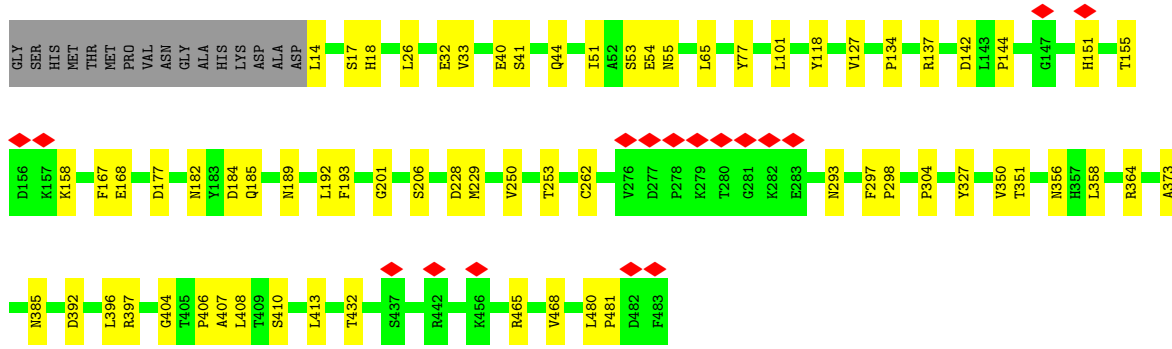 GLY SER HIS MET THR MET PRO VAL ASN GLY ALA HIS LYS ASP ALA ASP L14 S17 H18 L26 E32 V33 E40 S41 Q44 I51 A52 S53 E54 N55 L65 Y77 L101 Y118 V127 P134 R137 D142 L143 P144 G147 H151 T155
D156 K157 K158 F167 E168 D177 N182 Y183 D184 Q185 N189 L192 F193 G201 S206 D228 M229 V250 T253 C262 V276 D277 P278 K279 T280 G281 K282 E283 N293 F297 P298 P304 Y327 V350 T351 N356 H357 L358 R364 A373
N385 D392 L396 R397 G404 T405 P406 A407 L408 T409 S410 L413 T432 S437 R442 K456 R465 V468 L480 P481 D482 F483